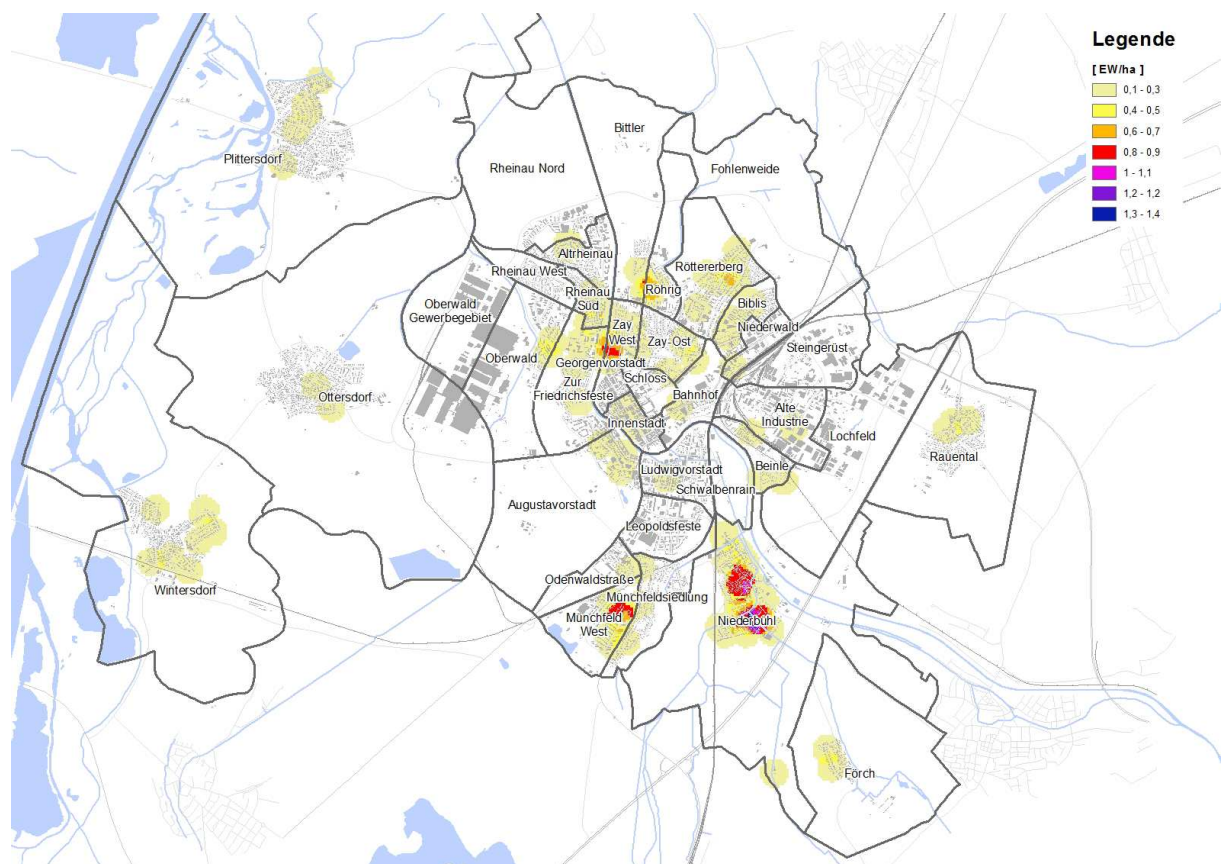 Legende
[ EW/ha ]
0,1 - 0,3
0,4 - 0,5
0,6 - 0,7
0,8 - 0,9
1 - 1,1
1,2 - 1,2
1,3 - 1,4
Bittler
Plittersdorf
Rheinau Nord
Fohlenweide
Altrheinau
Rheinau West
Röttererberg
Röhrig
Rheinau
Süd
Oberwald
Gewerbegebiet
Biblis
Zay
West
Niederwald
Zay-Ost
Steingerüst
Oberwald
Georgenvorstadt
Schloss
Zur
Friedrichsfeste
Bahnhof
Ottersdorf
Innenstadt
Alte
Industrie
Lochfeld
Rauental
Ludwigvorstadt
Beinle
Schwalbenrain
Augustavorstadt
Leopoldsfeste
Odenwaldstraße
Wintersdorf
Münchfeldsiedlung
Münchfeld
West
Niederbühl
Förch